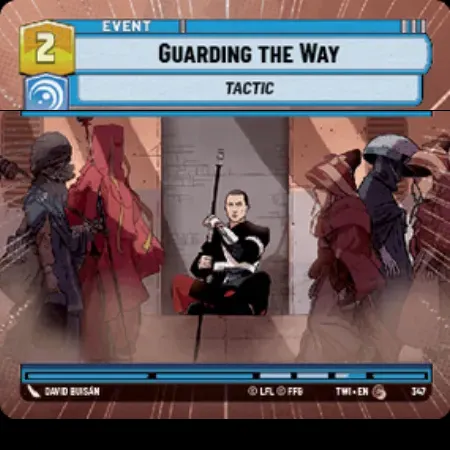 EVENT
2
GUARDING THE WAY
TACTIC
DAVID BUISÁN
© LFL Ⓟ FFG
TWI • EN
347